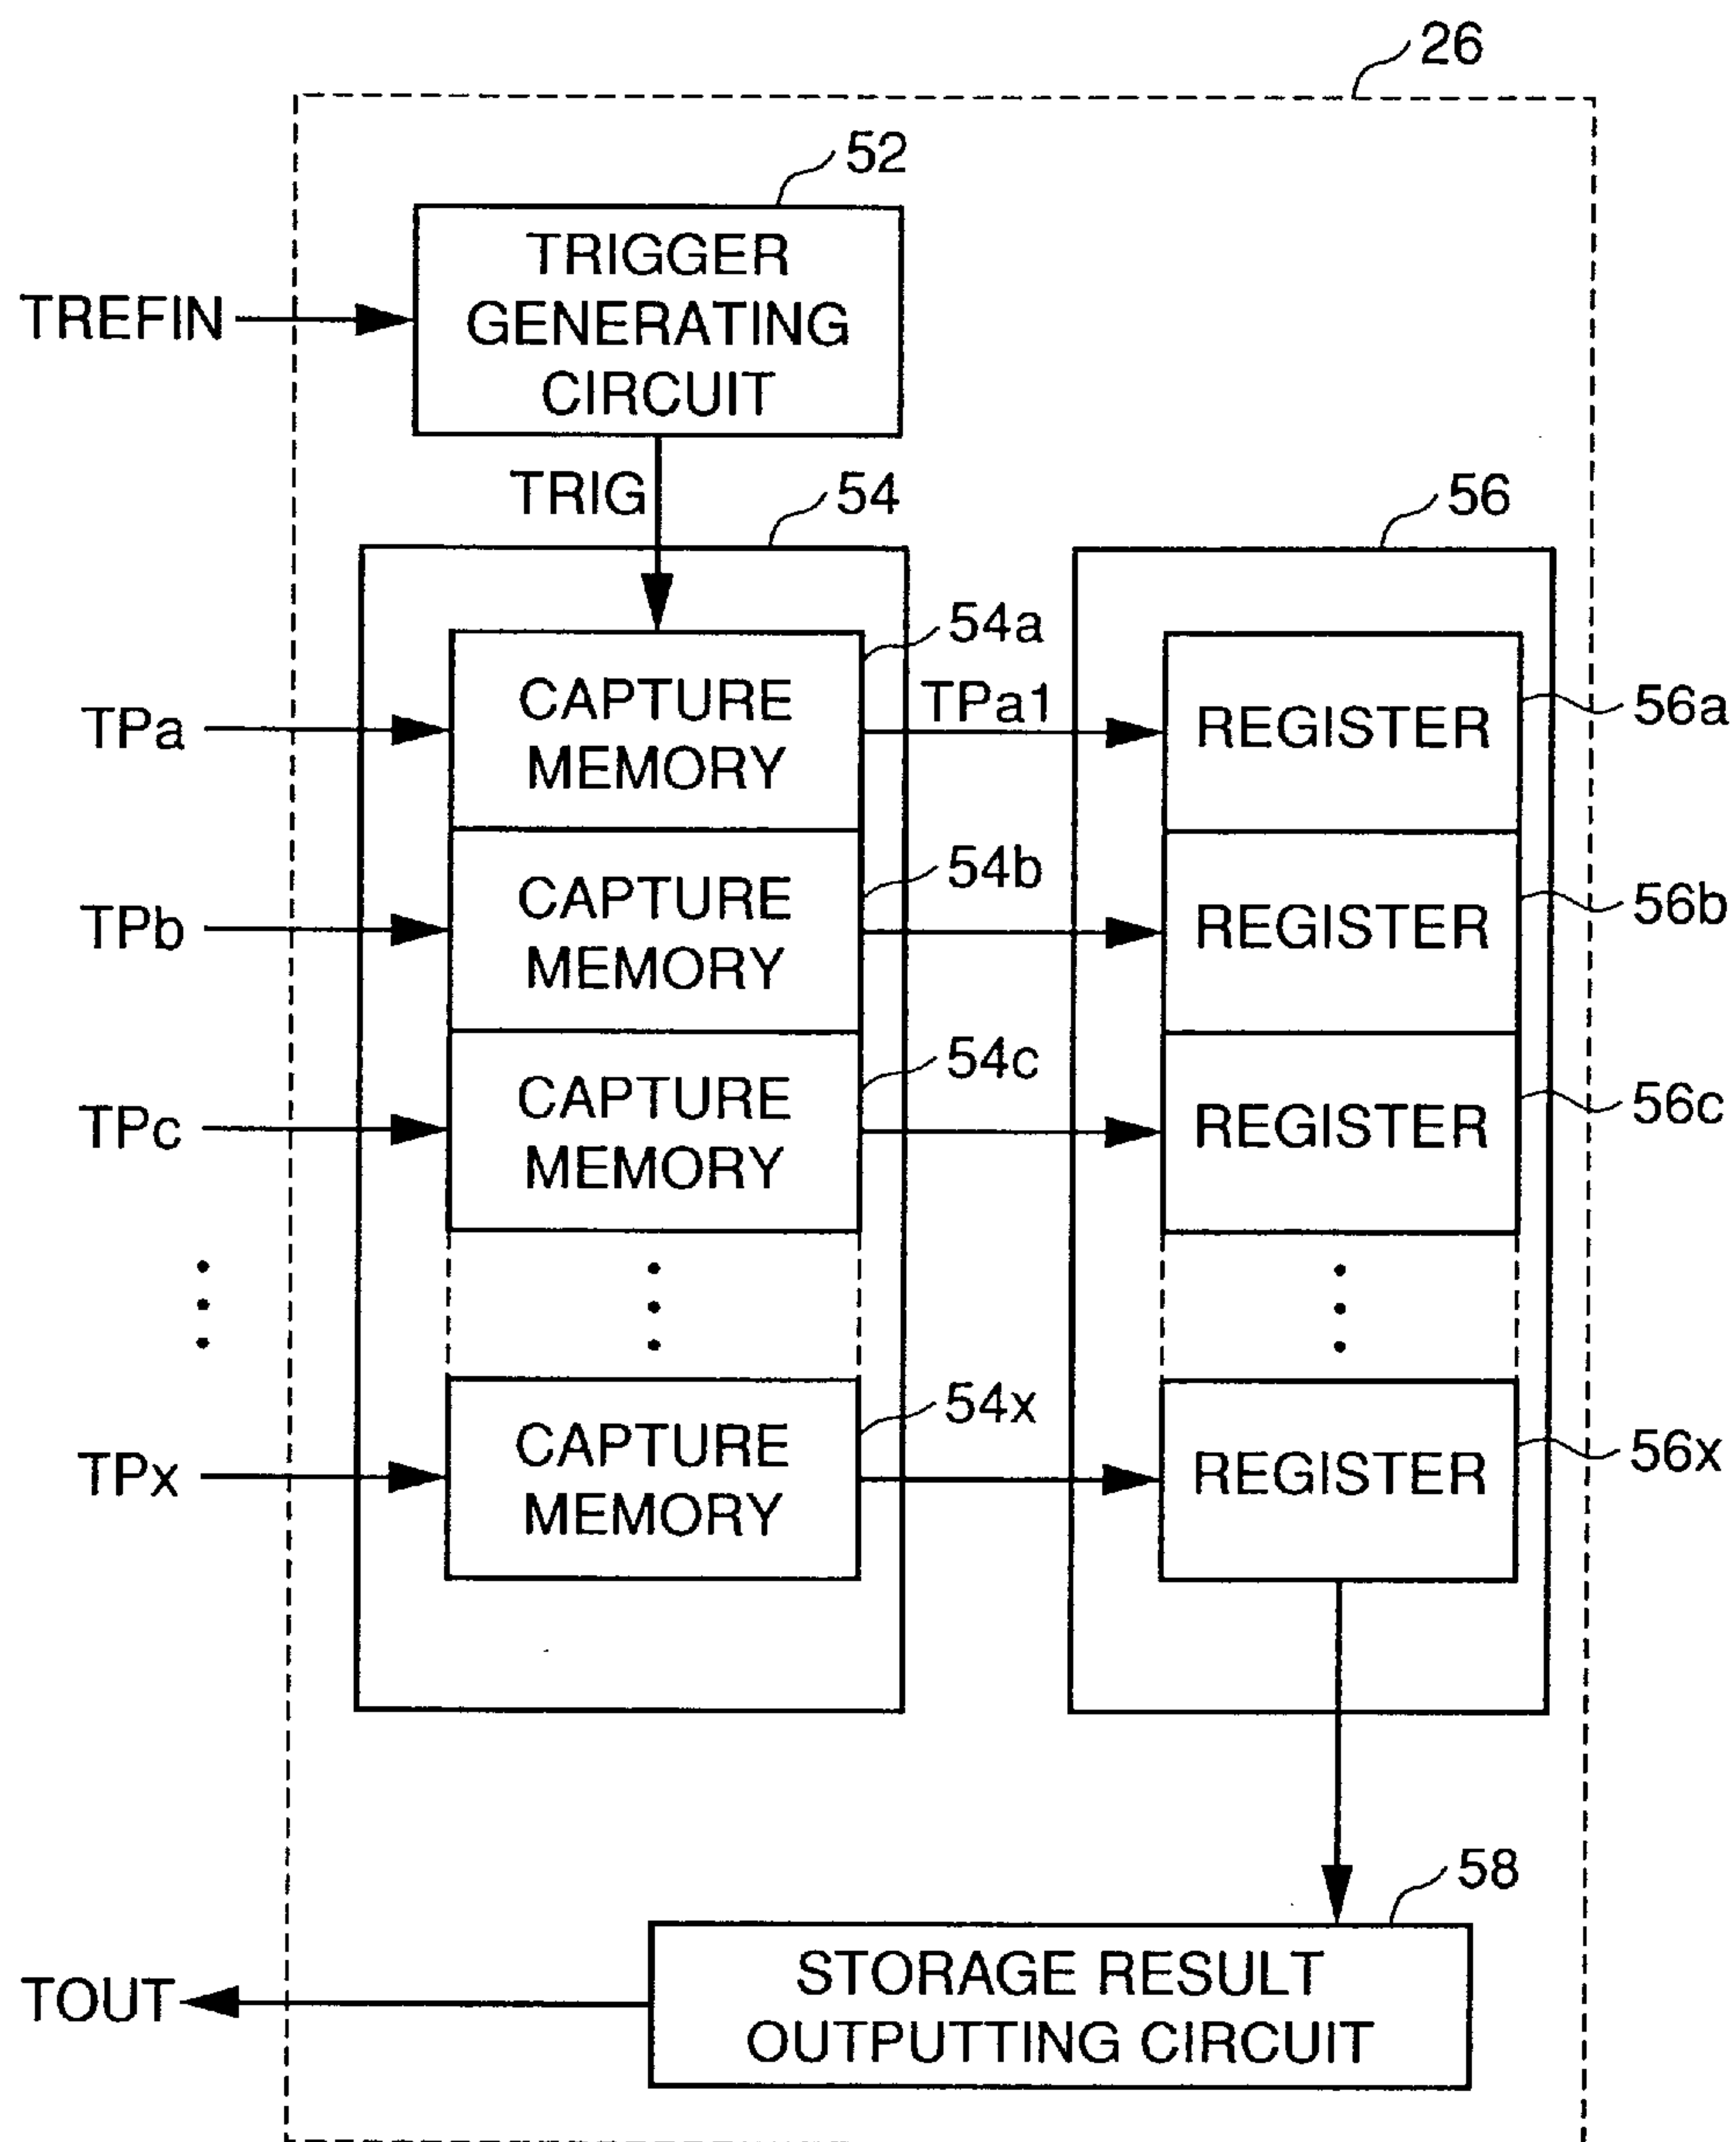 26
52
TRIGGER
GENERATING
CIRCUIT
TREFIN
TRIG
54
56
54a
CAPTURE
MEMORY
TPa
TPa1
REGISTER
56a
54b
CAPTURE
MEMORY
TPb
REGISTER
56b
54c
CAPTURE
MEMORY
TPc
REGISTER
56c
54x
CAPTURE
MEMORY
TPx
REGISTER
56x
58
STORAGE RESULT
OUTPUTTING CIRCUIT
TOUT